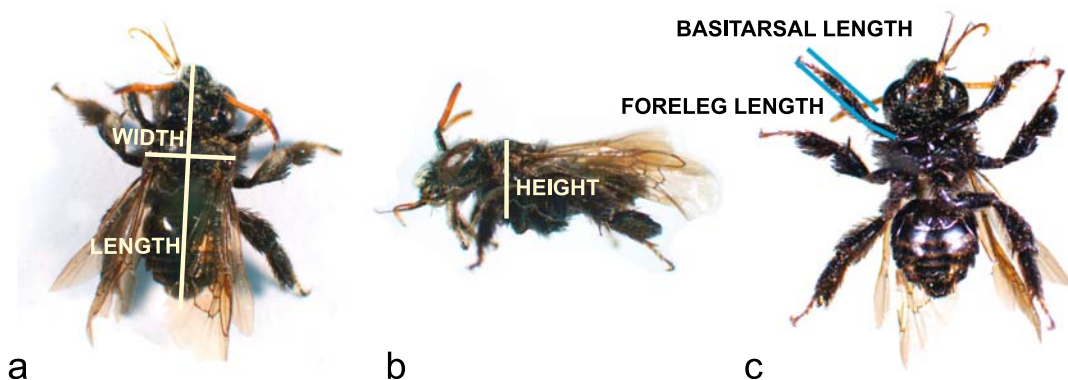 WIDTH
LENGTH
a
HEIGHT
b
BASITARSAL LENGTH
FORELEG LENGTH
c